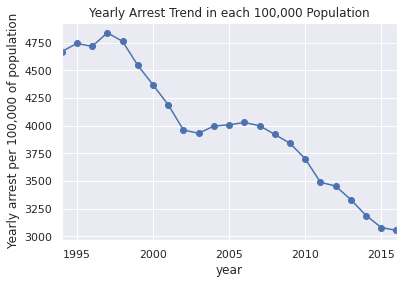 Yearly Arrest Trend in each 100,000 Population
Yearly arrest per 100,000 of population
4750
4500
4250
4000
3750
3500
3250
3000
1995 2000 2005 2010 2015
year